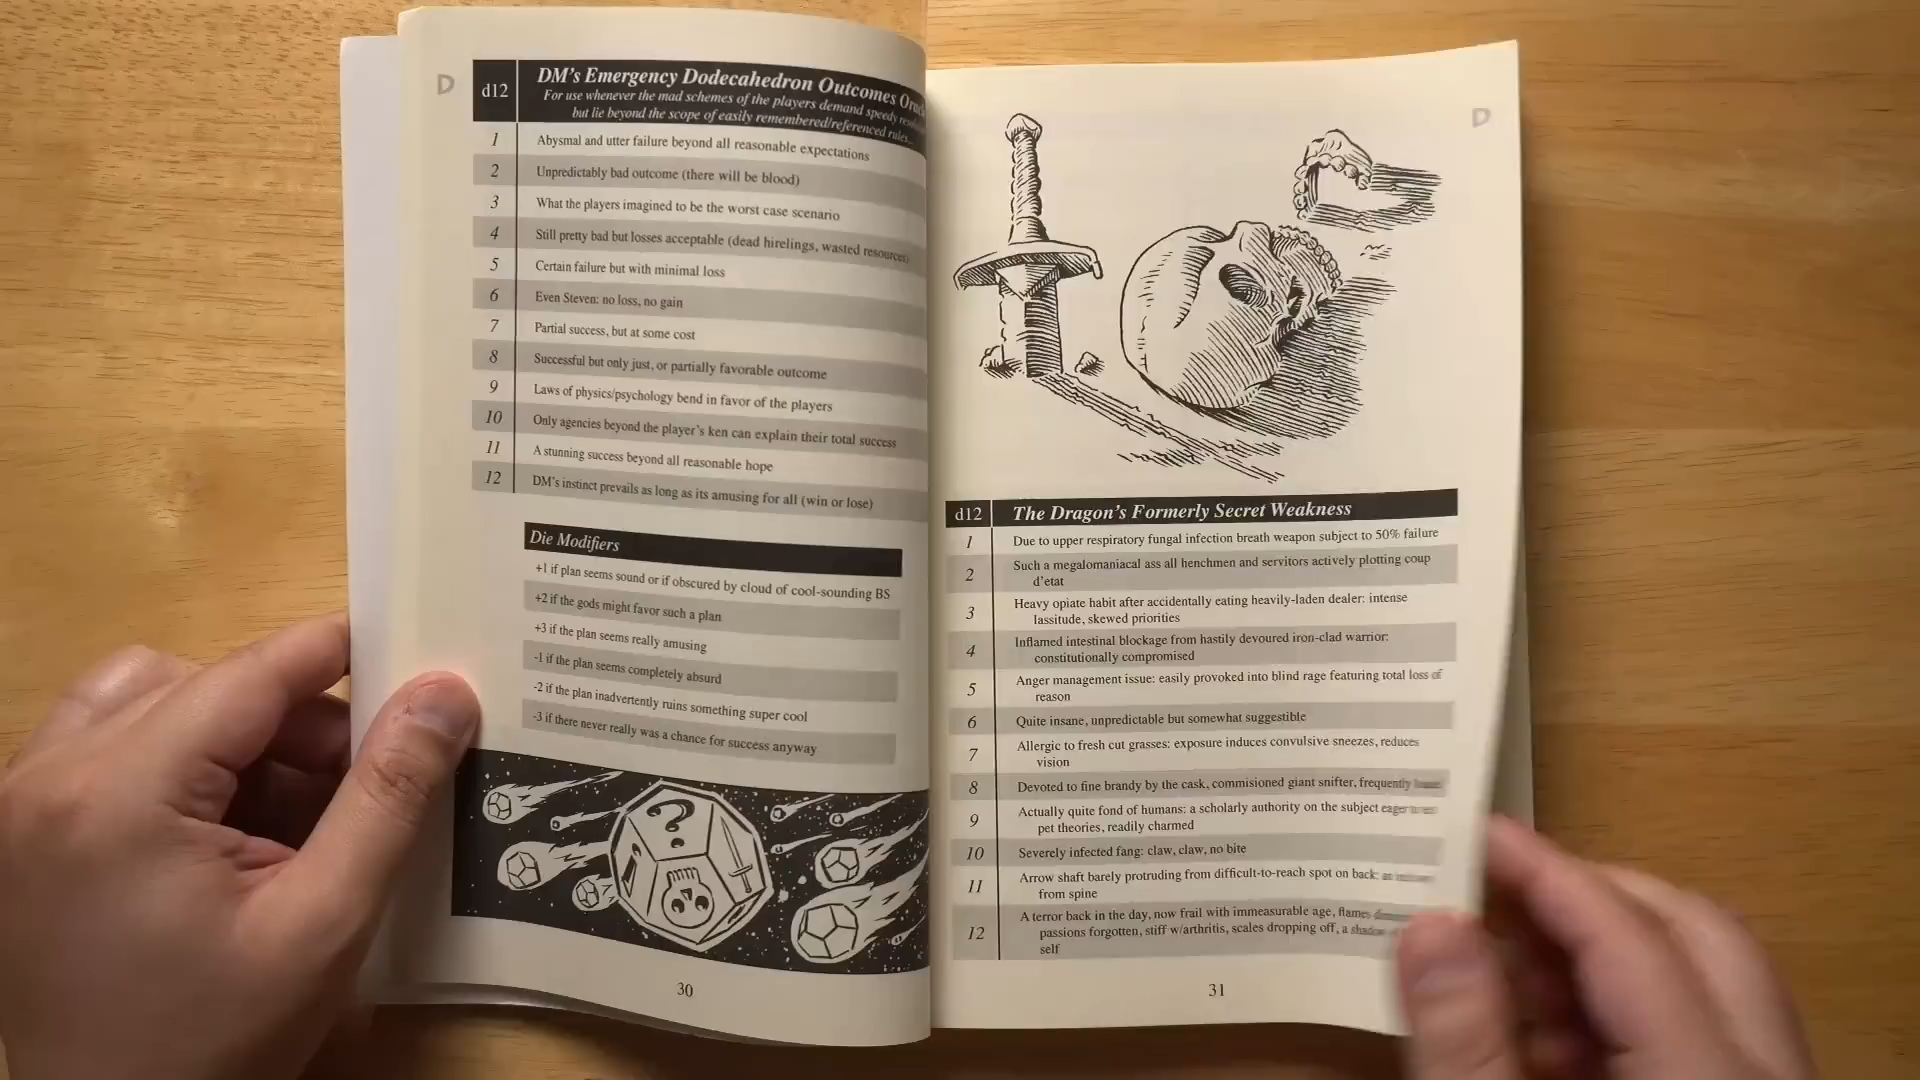 D
d12 DM's Emergency Dodecahedron Outcomes
For use whenever the mad schemes of the players demand speedy
but lie beyond the scope of easily remembered/referenced rules...
1 Abysmal and utter failure beyond all reasonable expectations
2 Unpredictably bad outcome (there will be blood)
3 What the players imagined to be the worst case scenario
4 Still pretty bad but losses acceptable (dead hirelings, wasted resources)
5 Certain failure but with minimal loss
6 Even Steven: no loss, no gain
7 Partial success, but at some cost
8 Successful but only just, or partially favorable outcome
9 Laws of physics/psychology bend in favor of the players
10 Only agencies beyond the player's ken can explain their total success
11 A stunning success beyond all reasonable hope
12 DM's instinct prevails as long as its amusing for all (win or lose)
Die Modifiers
+1 if plan seems sound or if obscured by cloud of cool-sounding BS
+2 if the gods might favor such a plan
+3 if the plan seems really amusing
-1 if the plan seems completely absurd
-2 if the plan inadvertently ruins something super cool
-3 if there never really was a chance for success anyway
?
30
D
d12 The Dragon's Formerly Secret Weakness
1 Due to upper respiratory fungal infection breath weapon subject to 50% failure
2 Such a megalomaniacal ass all henchmen and servitors actively plotting coup
d'etat
3 Heavy opiate habit after accidentally eating heavily-laden dealer: intense
lassitude, skewed priorities
4 Inflamed intestinal blockage from hastily devoured iron-clad warrior:
constitutionally compromised
5 Anger management issue: easily provoked into blind rage featuring total loss of
reason
6 Quite insane, unpredictable but somewhat suggestible
7 Allergic to fresh cut grasses: exposure induces convulsive sneezes, reduces
vision
8 Devoted to fine brandy by the cask, commisioned giant snifter, frequently
9 Actually quite fond of humans: a scholarly authority on the subject eager
pet theories, readily charmed
10 Severely infected fang: claw, claw, no bite
11 Arrow shaft barely protruding from difficult-to-reach spot on back:
from spine
12 A terror back in the day, now frail with immeasurable age, flames
passions forgotten, stiff w/arthritis, scales dropping off, a shadow
self
31